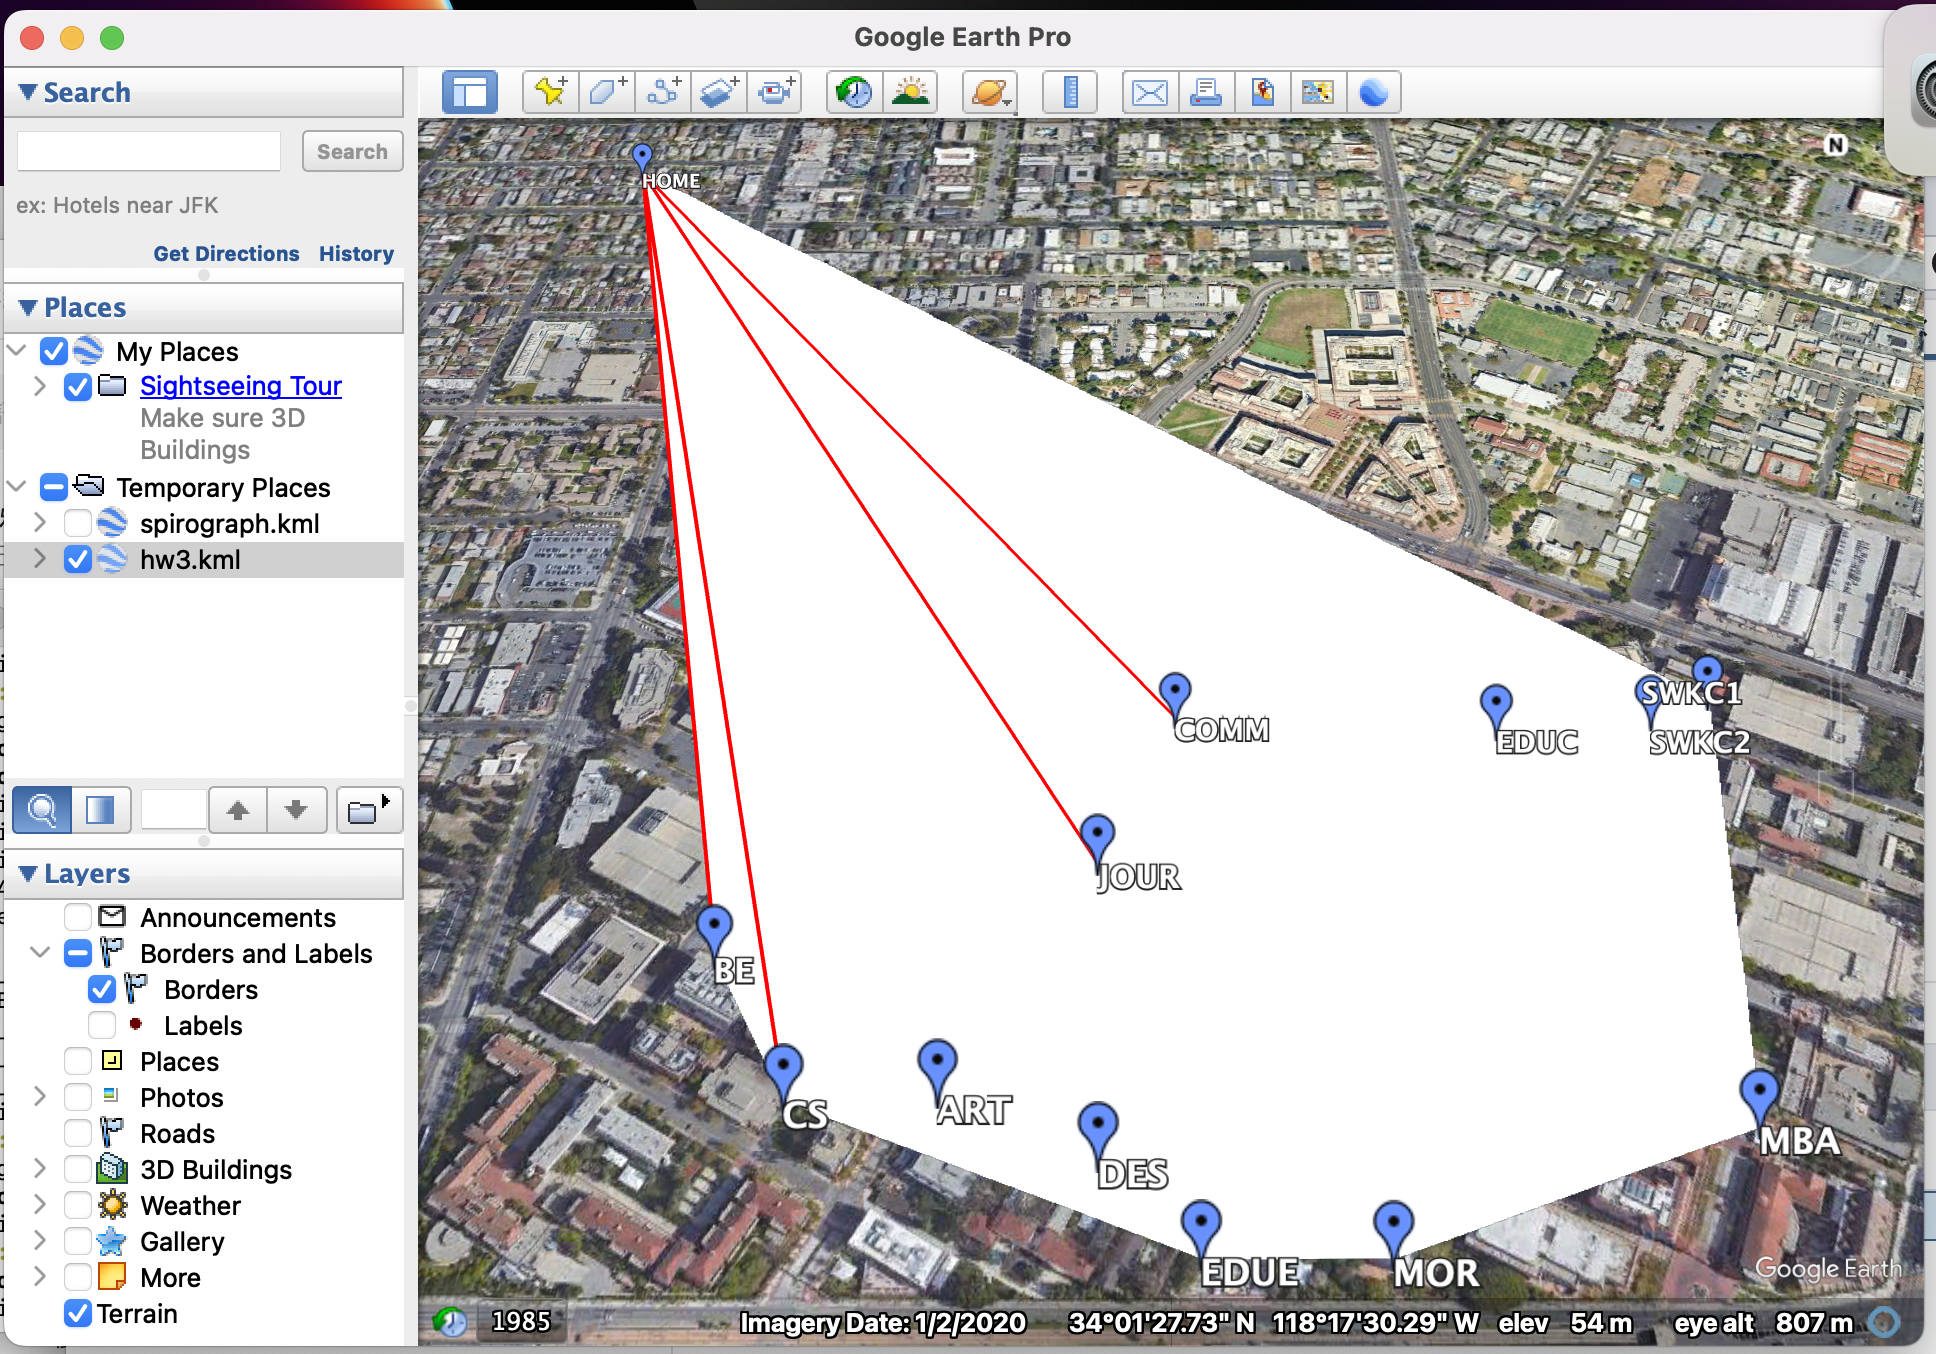 Google Earth Pro
Search
Search
ex: Hotels near JFK
Get Directions History
Places
My Places
Sightseeing Tour
Make sure 3D
Buildings
Temporary Places
spirograph.kml
hw3.kml
Layers
Announcements
Borders and Labels
Borders
Labels
Places
Photos
Roads
3D Buildings
Weather
Gallery
More
Terrain
N
HOME
COMM
EDUC
SWKC1
SWKC2
JOUR
BE
CS
ART
DES
MBA
EDUE
MOR
Google Earth
1985
Imagery Date: 1/2/2020 34°01'27.73" N 118°17'30.29" W elev 54 m eye alt 807 m